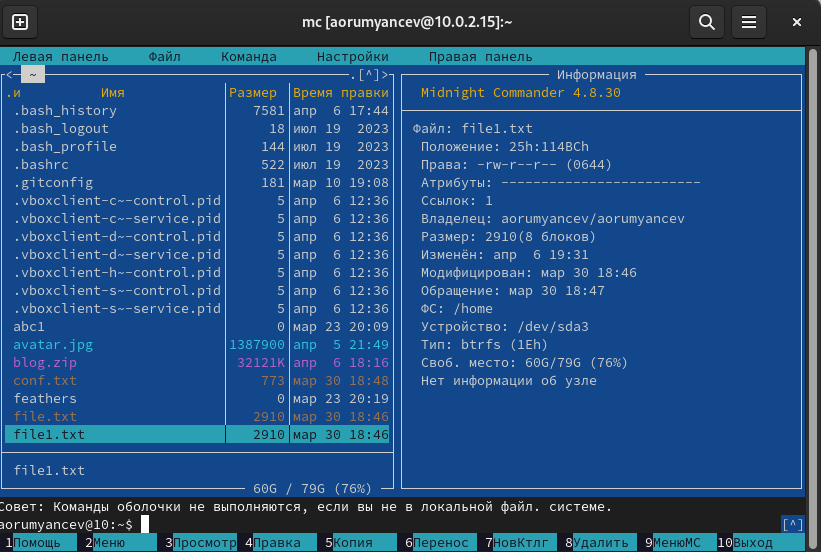 mc [aorumyancev@10.0.2.15]:~
Левая панель Файл Команда Настройки Правая панель
<─ ~ .[^]>
.и Имя Размер Время правки
.bash_history 7581 апр 6 17:44
.bash_logout 18 июл 19 2023
.bash_profile 144 июл 19 2023
.bashrc 522 июл 19 2023
.gitconfig 181 мар 10 19:08
.vboxclient-c~-control.pid 5 апр 6 12:36
.vboxclient-c~-service.pid 5 апр 6 12:36
.vboxclient-d~-control.pid 5 апр 6 12:36
.vboxclient-d~-service.pid 5 апр 6 12:36
.vboxclient-h~-control.pid 5 апр 6 12:36
.vboxclient-s~-control.pid 5 апр 6 12:36
.vboxclient-s~-service.pid 5 апр 6 12:36
abc1 0 мар 23 20:09
avatar.jpg 1387900 апр 5 21:49
blog.zip 32121K апр 6 18:16
conf.txt 773 мар 30 18:48
feathers 0 мар 23 20:19
file.txt 2910 мар 30 18:46
file1.txt 2910 мар 30 18:46
file1.txt
60G / 79G (76%)
Информация
Midnight Commander 4.8.30
Файл: file1.txt
Положение: 25h:114BCh
Права: -rw-r--r-- (0644)
Атрибуты: -------------------------
Ссылок: 1
Владелец: aorumyancev/aorumyancev
Размер: 2910(8 блоков)
Изменён: апр 6 19:31
Модифицирован: мар 30 18:46
Обращение: мар 30 18:47
ФС: /home
Устройство: /dev/sda3
Тип: btrfs (1Eh)
Своб. место: 60G/79G (76%)
Нет информации об узле
Совет: Команды оболочки не выполняются, если вы не в локальной файл. системе.
aorumyancev@10:~$ [^]
1Помощь 2Меню 3Просмотр 4Правка 5Копия 6Перенос 7НовКтлг 8Удалить 9МенюMC 10Выход